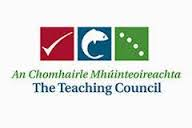 An Chomhairle Mhúinteoireachta
The Teaching Council